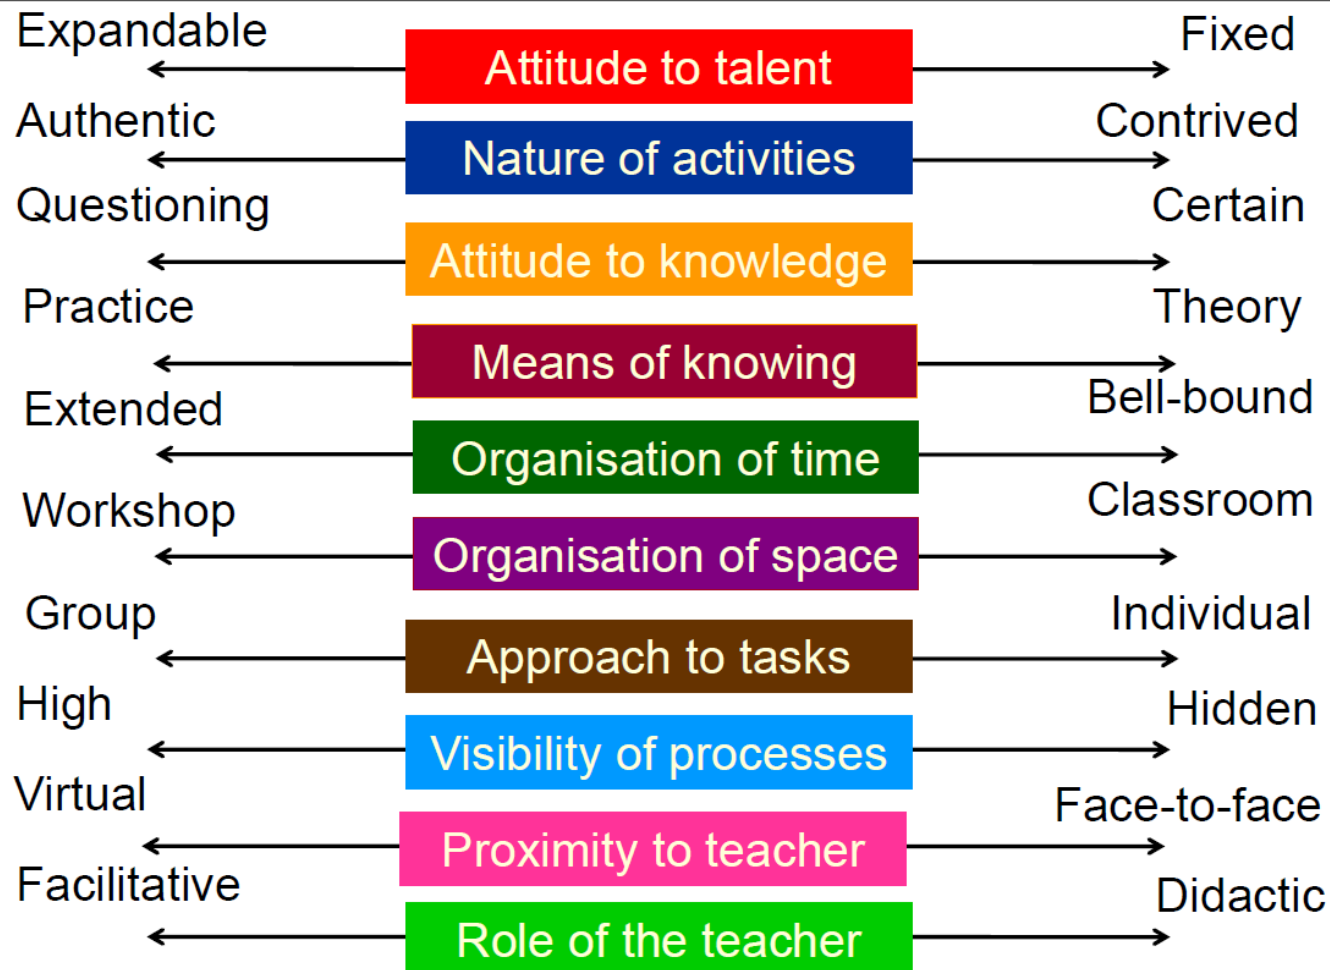 Expandable
Attitude to talent
Fixed
Authentic
Nature of activities
Contrived
Questioning
Attitude to knowledge
Certain
Practice
Means of knowing
Theory
Extended
Organisation of time
Bell-bound
Workshop
Organisation of space
Classroom
Group
Approach to tasks
Individual
High
Visibility of processes
Hidden
Virtual
Proximity to teacher
Face-to-face
Facilitative
Role of the teacher
Didactic